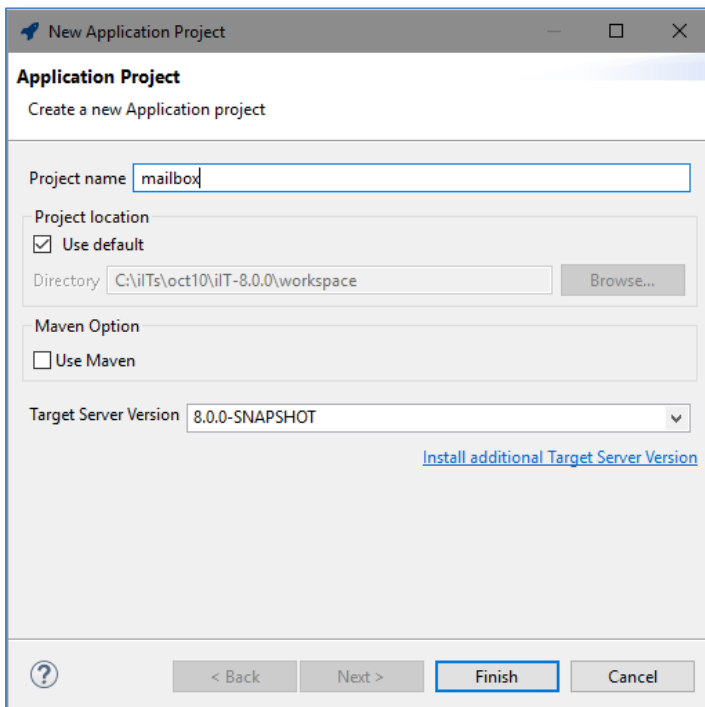 New Application Project
Application Project
Create a new Application project
Project name mailbox
Project location
Use default
Directory C:\iITs\oct10\iIT-8.0.0\workspace Browse...
Maven Option
Use Maven
Target Server Version 8.0.0-SNAPSHOT
Install additional Target Server Version
? < Back Next > Finish Cancel